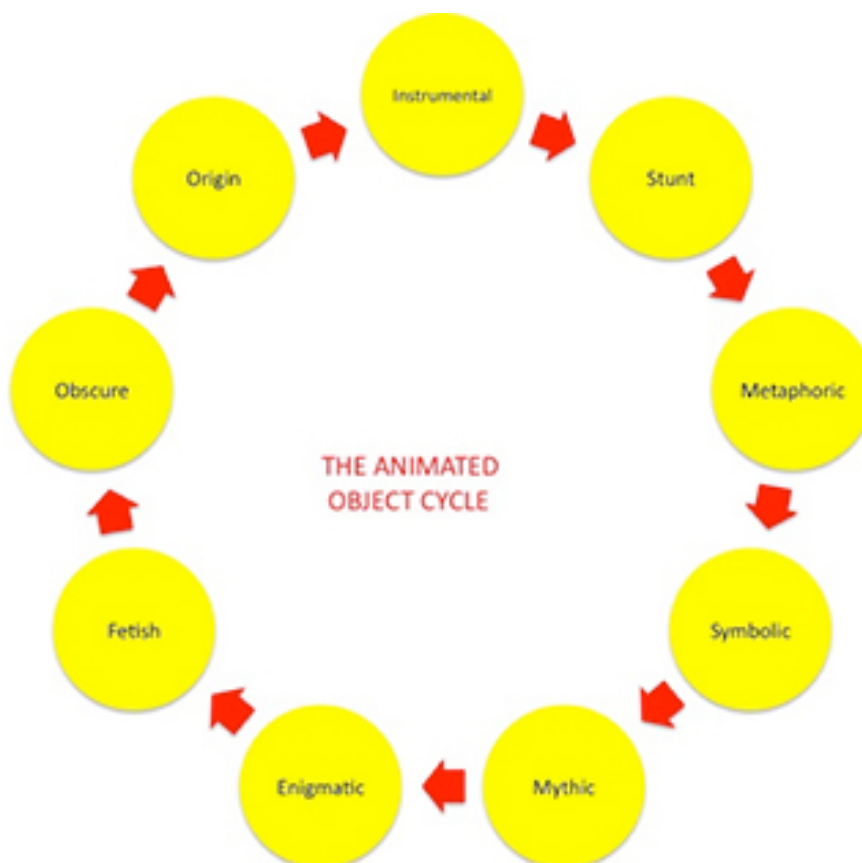 Instrumental
Stunt
Metaphoric
Symbolic
Mythic
Enigmatic
Fetish
Obscure
Origin
THE ANIMATED
OBJECT CYCLE